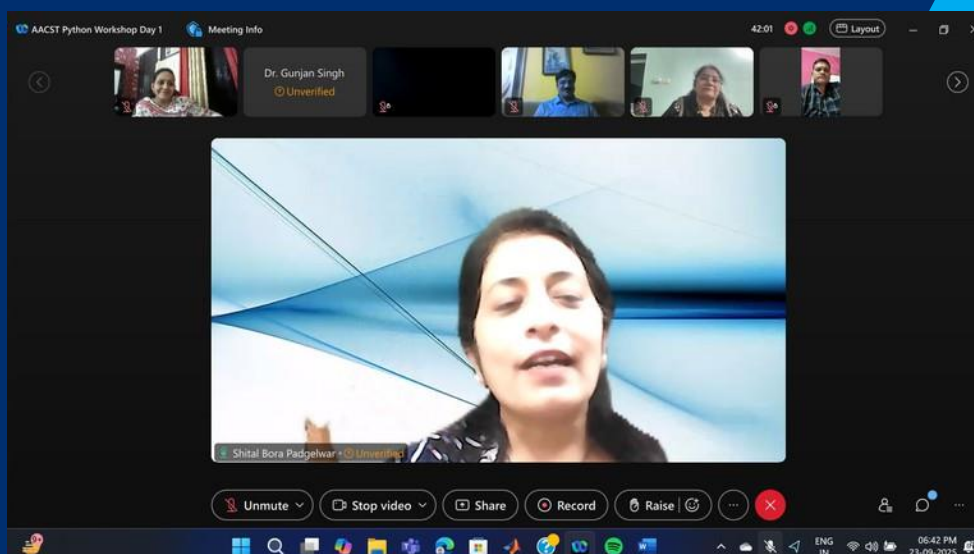 AACST Python Workshop Day 1
Meeting Info
42:01
Layout
Dr. Gunjan Singh
Unverified
Shital Bora Padgelwar • Unverified
Unmute
Stop video
Share
Record
Raise
ENG
IN
06:42 PM
23-09-2025